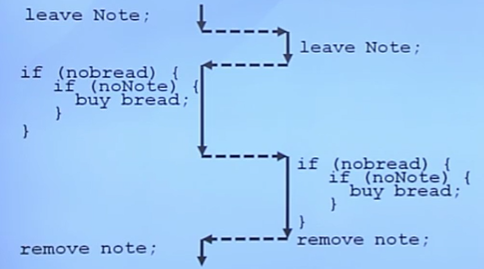 leave Note;
leave Note;
if (nobread) {
if (noNote) {
buy bread;
}
}
if (nobread) {
if (noNote) {
buy bread;
}
}
remove note;
remove note;